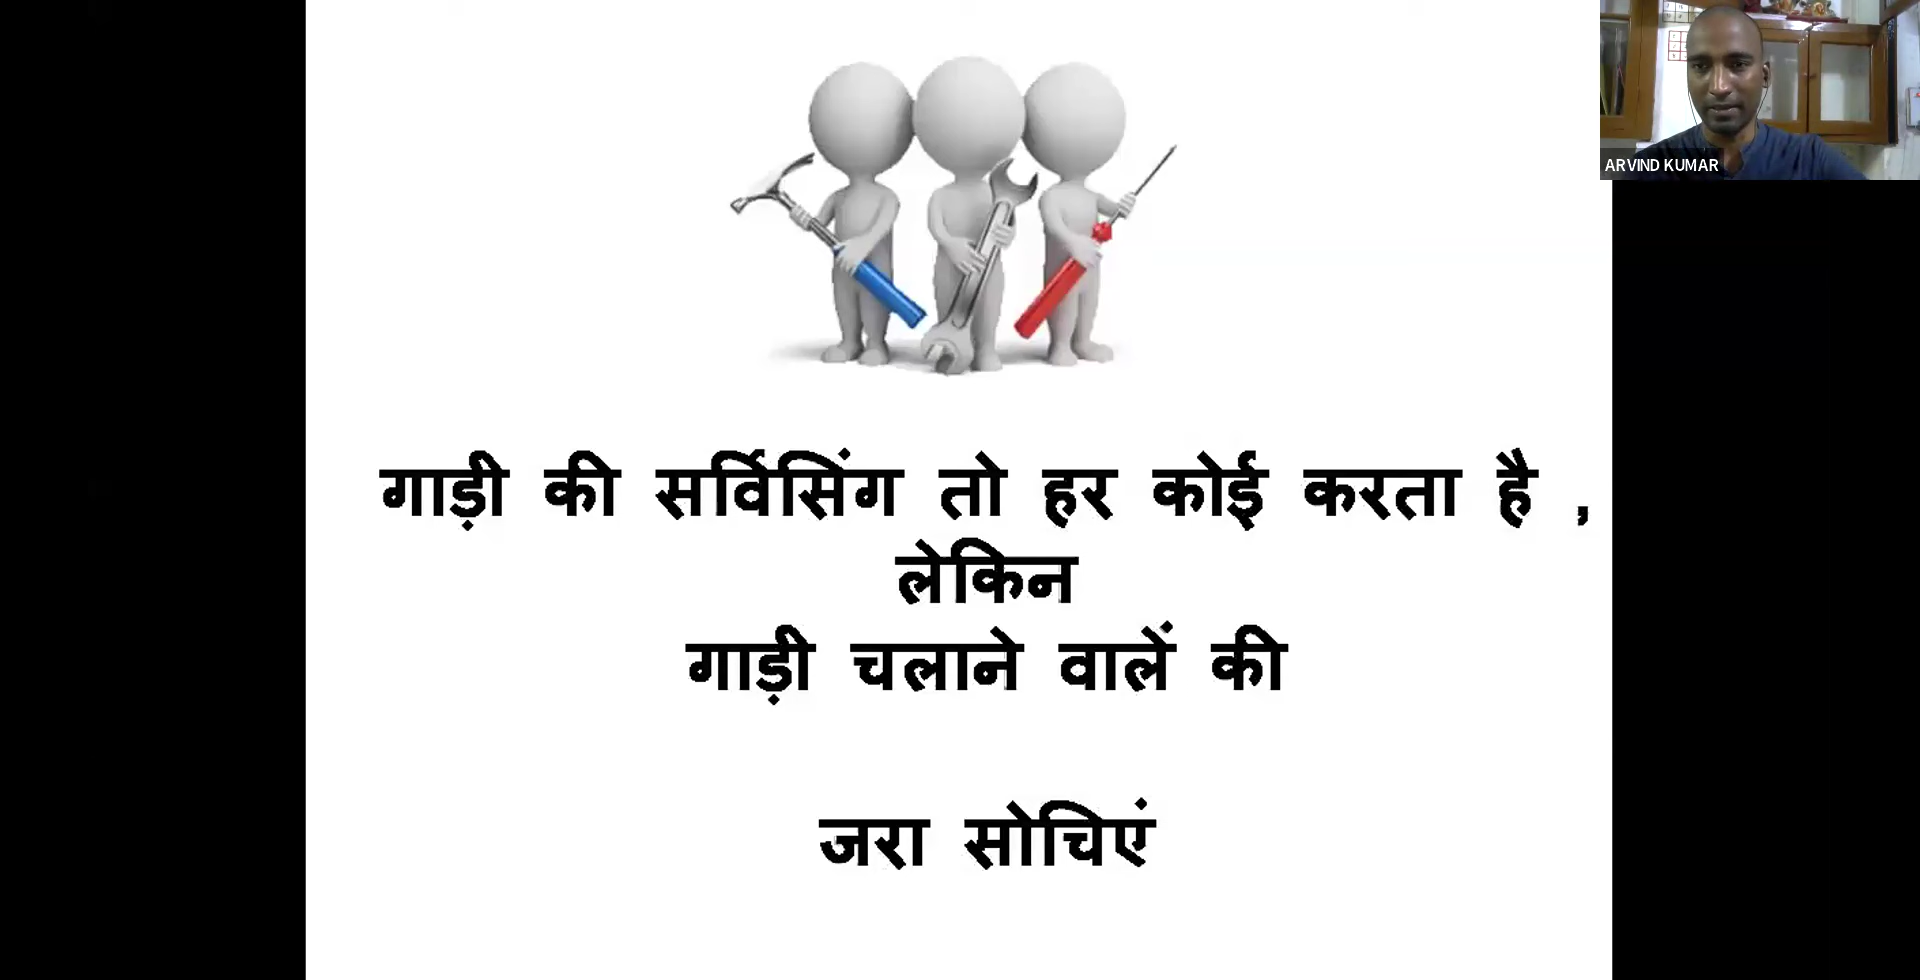 ARVIND KUMAR
गाड़ी की सर्विसिंग तो हर कोई करता है ,
लेकिन
गाड़ी चलाने वालें की
जरा सोचिएं